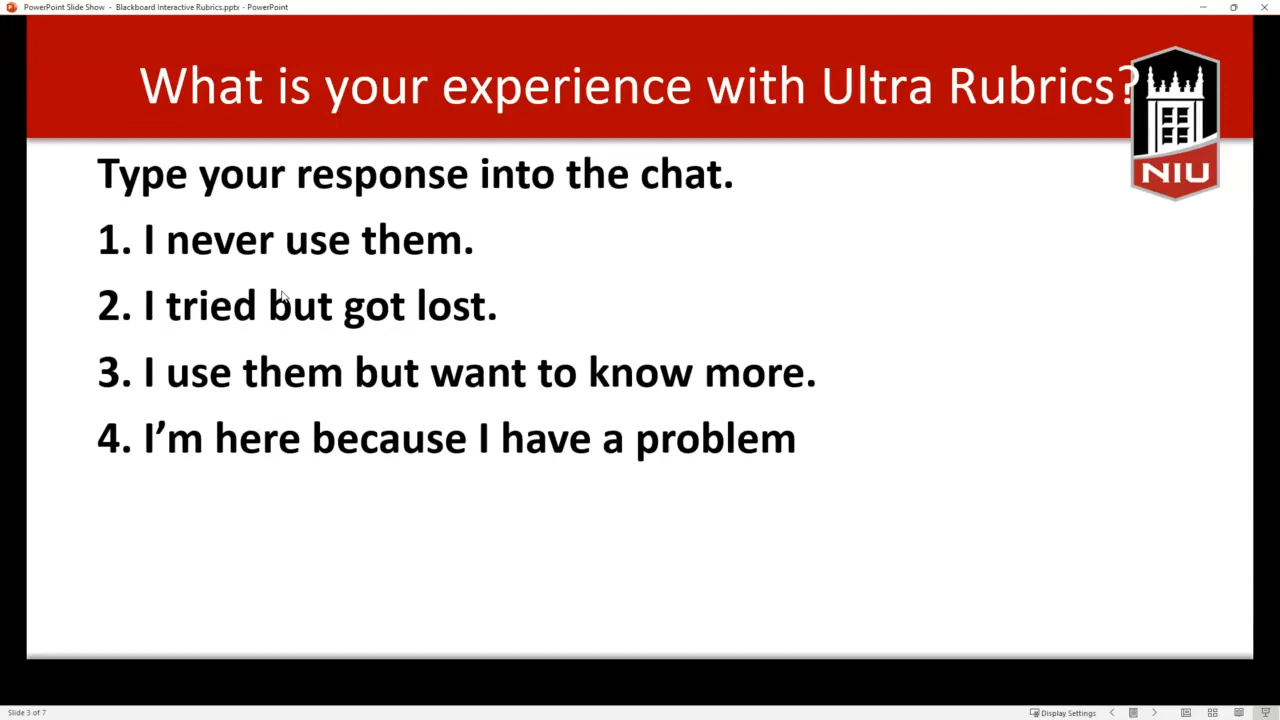 PowerPoint Slide Show - Blackboard Interactive Rubrics.pptx - PowerPoint
What is your experience with Ultra Rubrics?
NIU
Type your response into the chat.
1. I never use them.
2. I tried but got lost.
3. I use them but want to know more.
4. I’m here because I have a problem
Slide 3 of 7
Display Settings